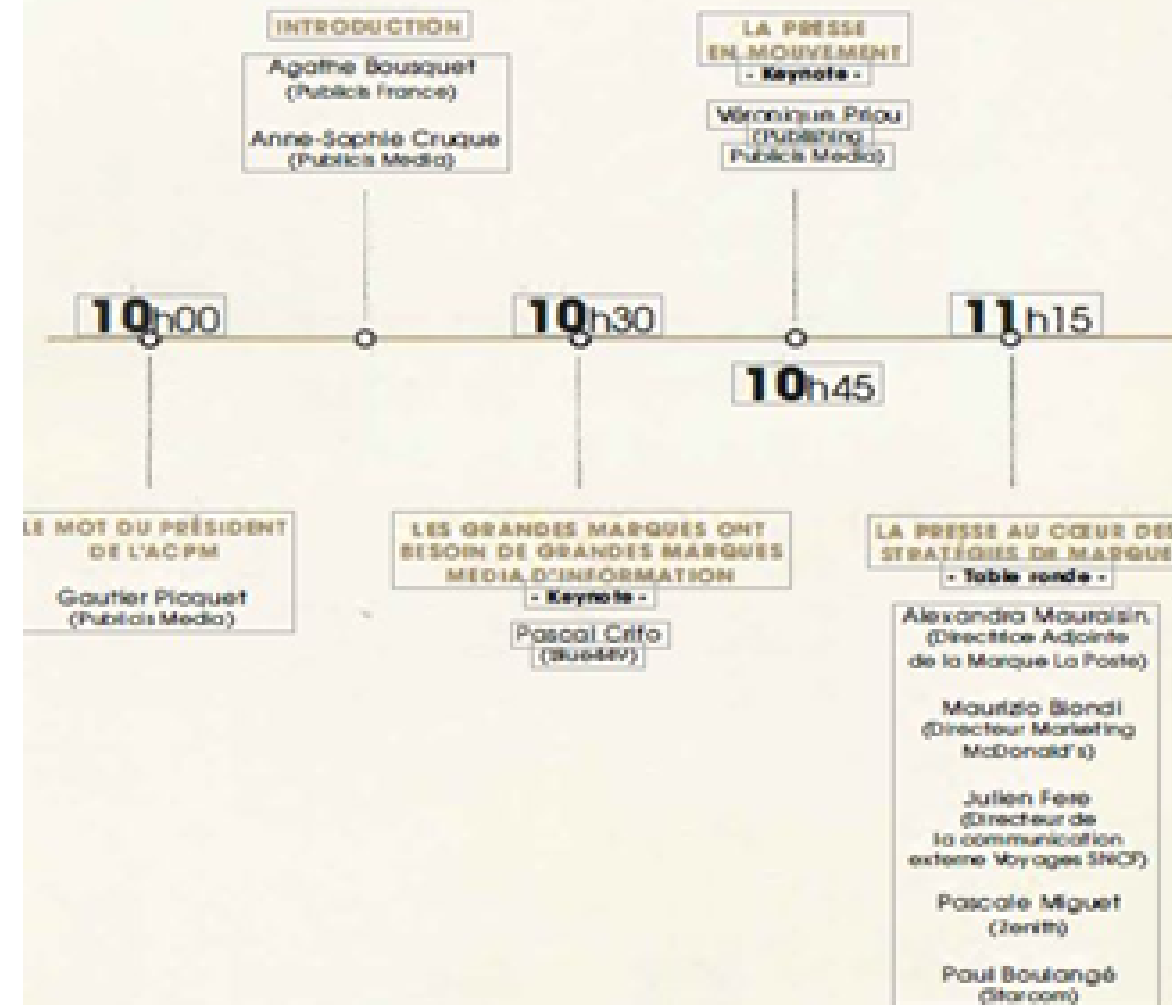 INTRODUCTION
Agathe Bousquet
(Publicis France)
Anne-Sophie Cruque
(Publicis Media)
LA PRESSE
EN MOUVEMENT
- Keynote -
Véronique Priou
(Publishing
Publicis Media)
10h00
10h30
11h15
10h45
LE MOT DU PRÉSIDENT
DE L'ACPM
Gautier Picquet
(Publicis Media)
LES GRANDES MARQUES ONT
BESOIN DE GRANDES MARQUES
MEDIA D'INFORMATION
- Keynote -
Pascal Crifo
LA PRESSE AU CŒUR DES
STRATÉGIES DE MARQUE
- Table ronde -
Alexandra Mauraisin,
(Directrice Adjointe
de la Marque La Poste)
Maurizio Biondi
(Directeur Marketing
McDonald's)
Julien Fere
(Directeur de
la communication
externe Voyages SNCF)
Pascale Miguet
(Zenith)
Paul Boulangé
(Starcom)